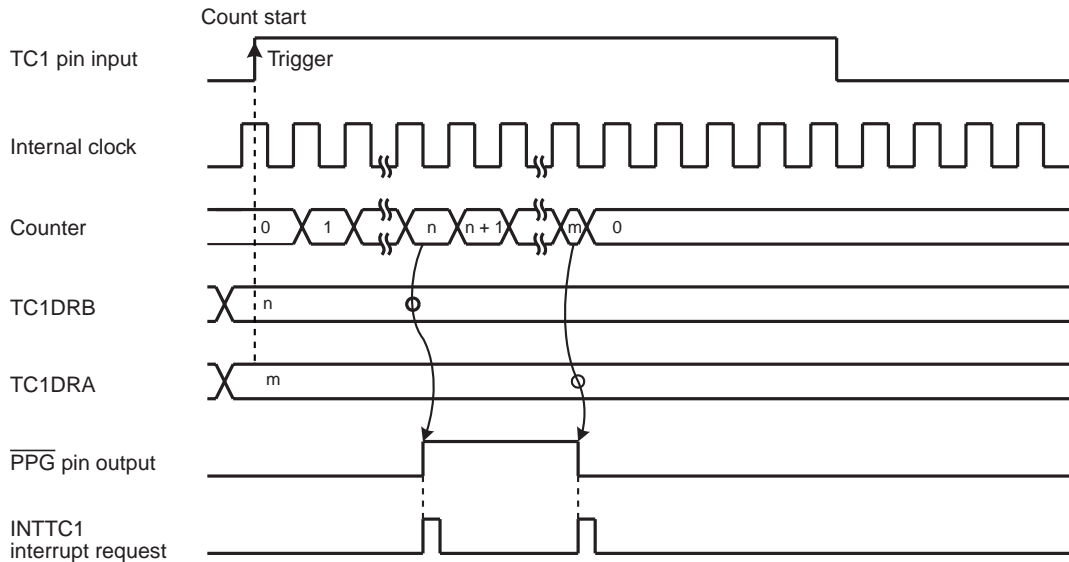 Count start
TC1 pin input
Trigger
Internal clock
Counter
0 1 n n + 1 m 0
TC1DRB
n
TC1DRA
m
PPG pin output
INTTC1
interrupt request